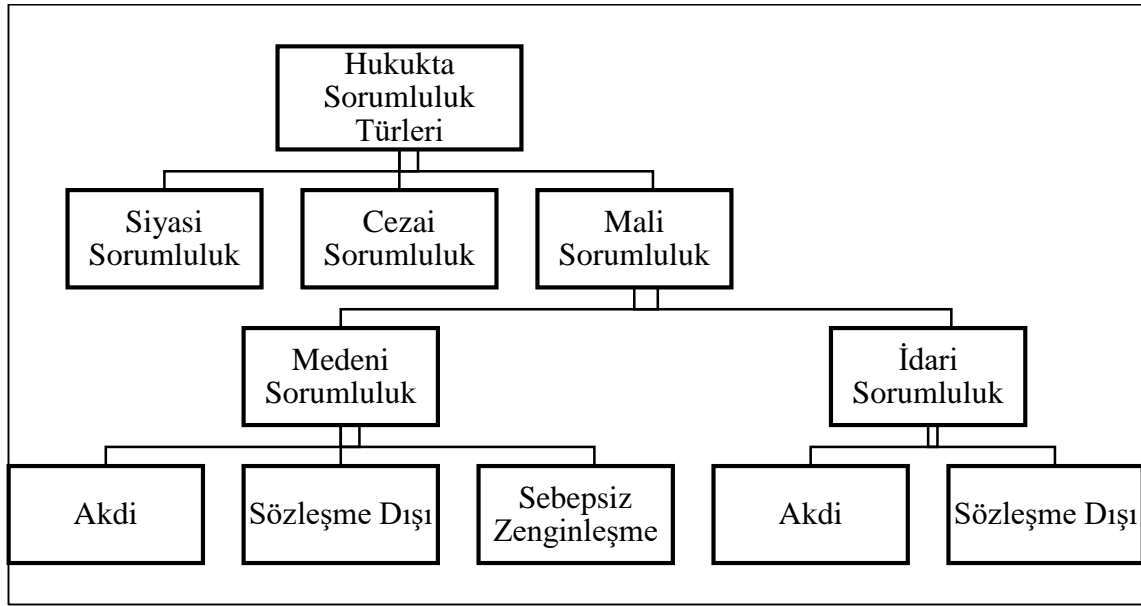 Hukukta
Sorumluluk
Türleri
Siyasi
Sorumluluk
Cezai
Sorumluluk
Mali
Sorumluluk
Medeni
Sorumluluk
İdari
Sorumluluk
Akdi
Sözleşme Dışı
Sebepsiz
Zenginleşme
Akdi
Sözleşme Dışı